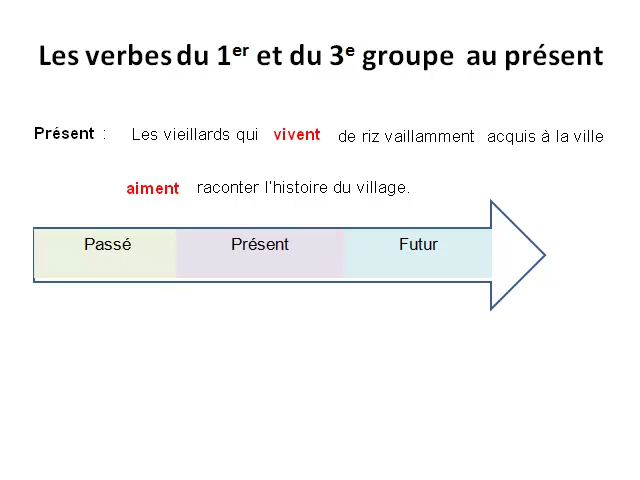 Les verbes du 1er et du 3e groupe au présent
Présent : Les vieillards qui vivent de riz vaillamment acquis à la ville
aiment raconter l'histoire du village.
Passé Présent Futur